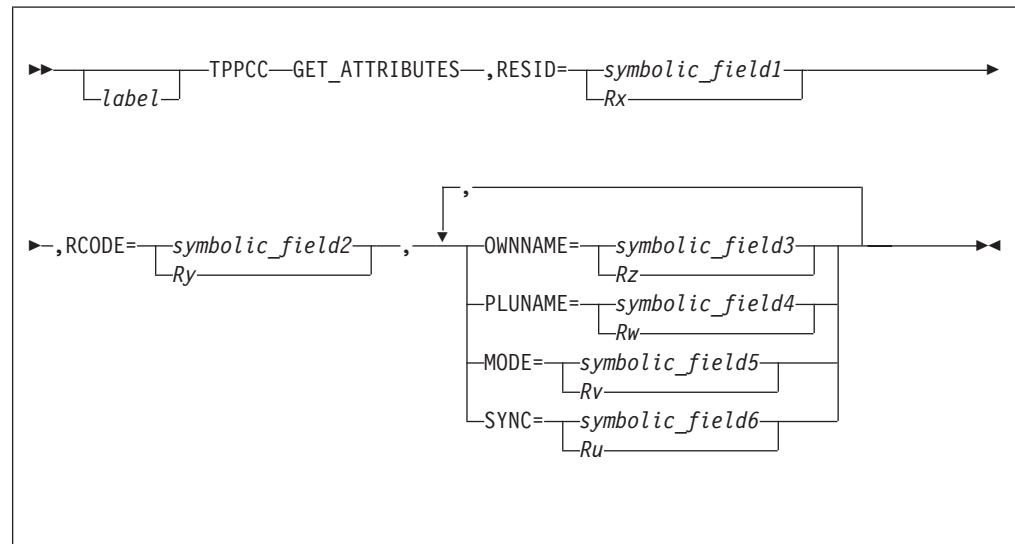 TPPCC GET_ATTRIBUTES ,RESID= symbolic_field1
label Rx
,
,RCODE= symbolic_field2 , OWNNAME= symbolic_field3
Ry Rz
PLUNAME= symbolic_field4
Rw
MODE= symbolic_field5
Rv
SYNC= symbolic_field6
Ru